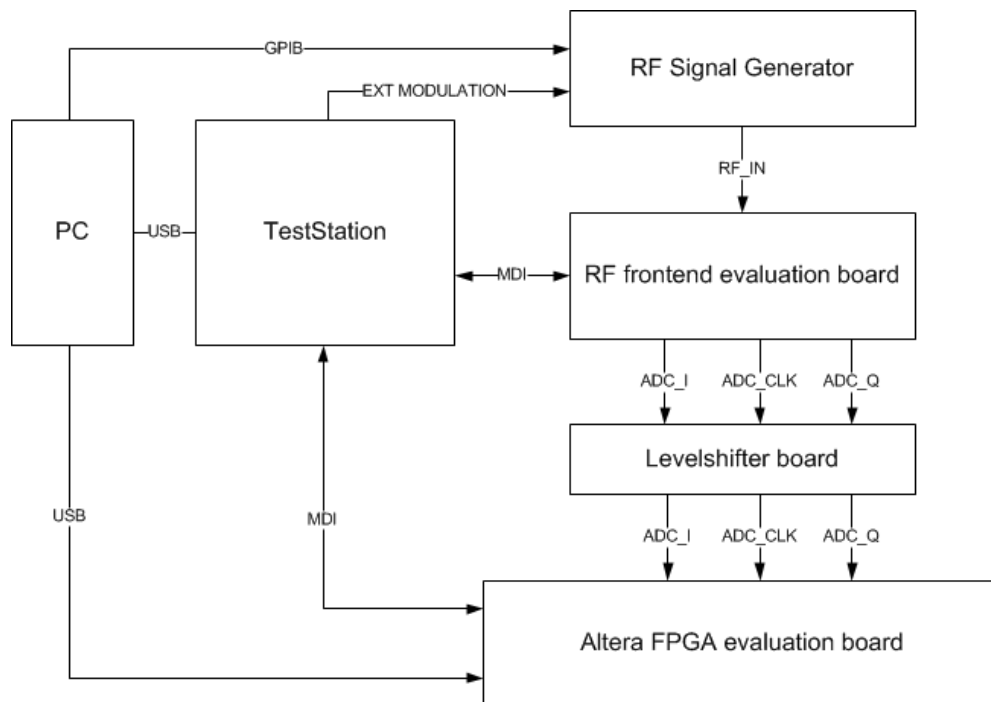 GPIB
RF Signal Generator
EXT MODULATION
RF_IN
PC
USB
TestStation
MDI
RF frontend evaluation board
ADC_I
ADC_CLK
ADC_Q
Levelshifter board
USB
MDI
ADC_I
ADC_CLK
ADC_Q
Altera FPGA evaluation board